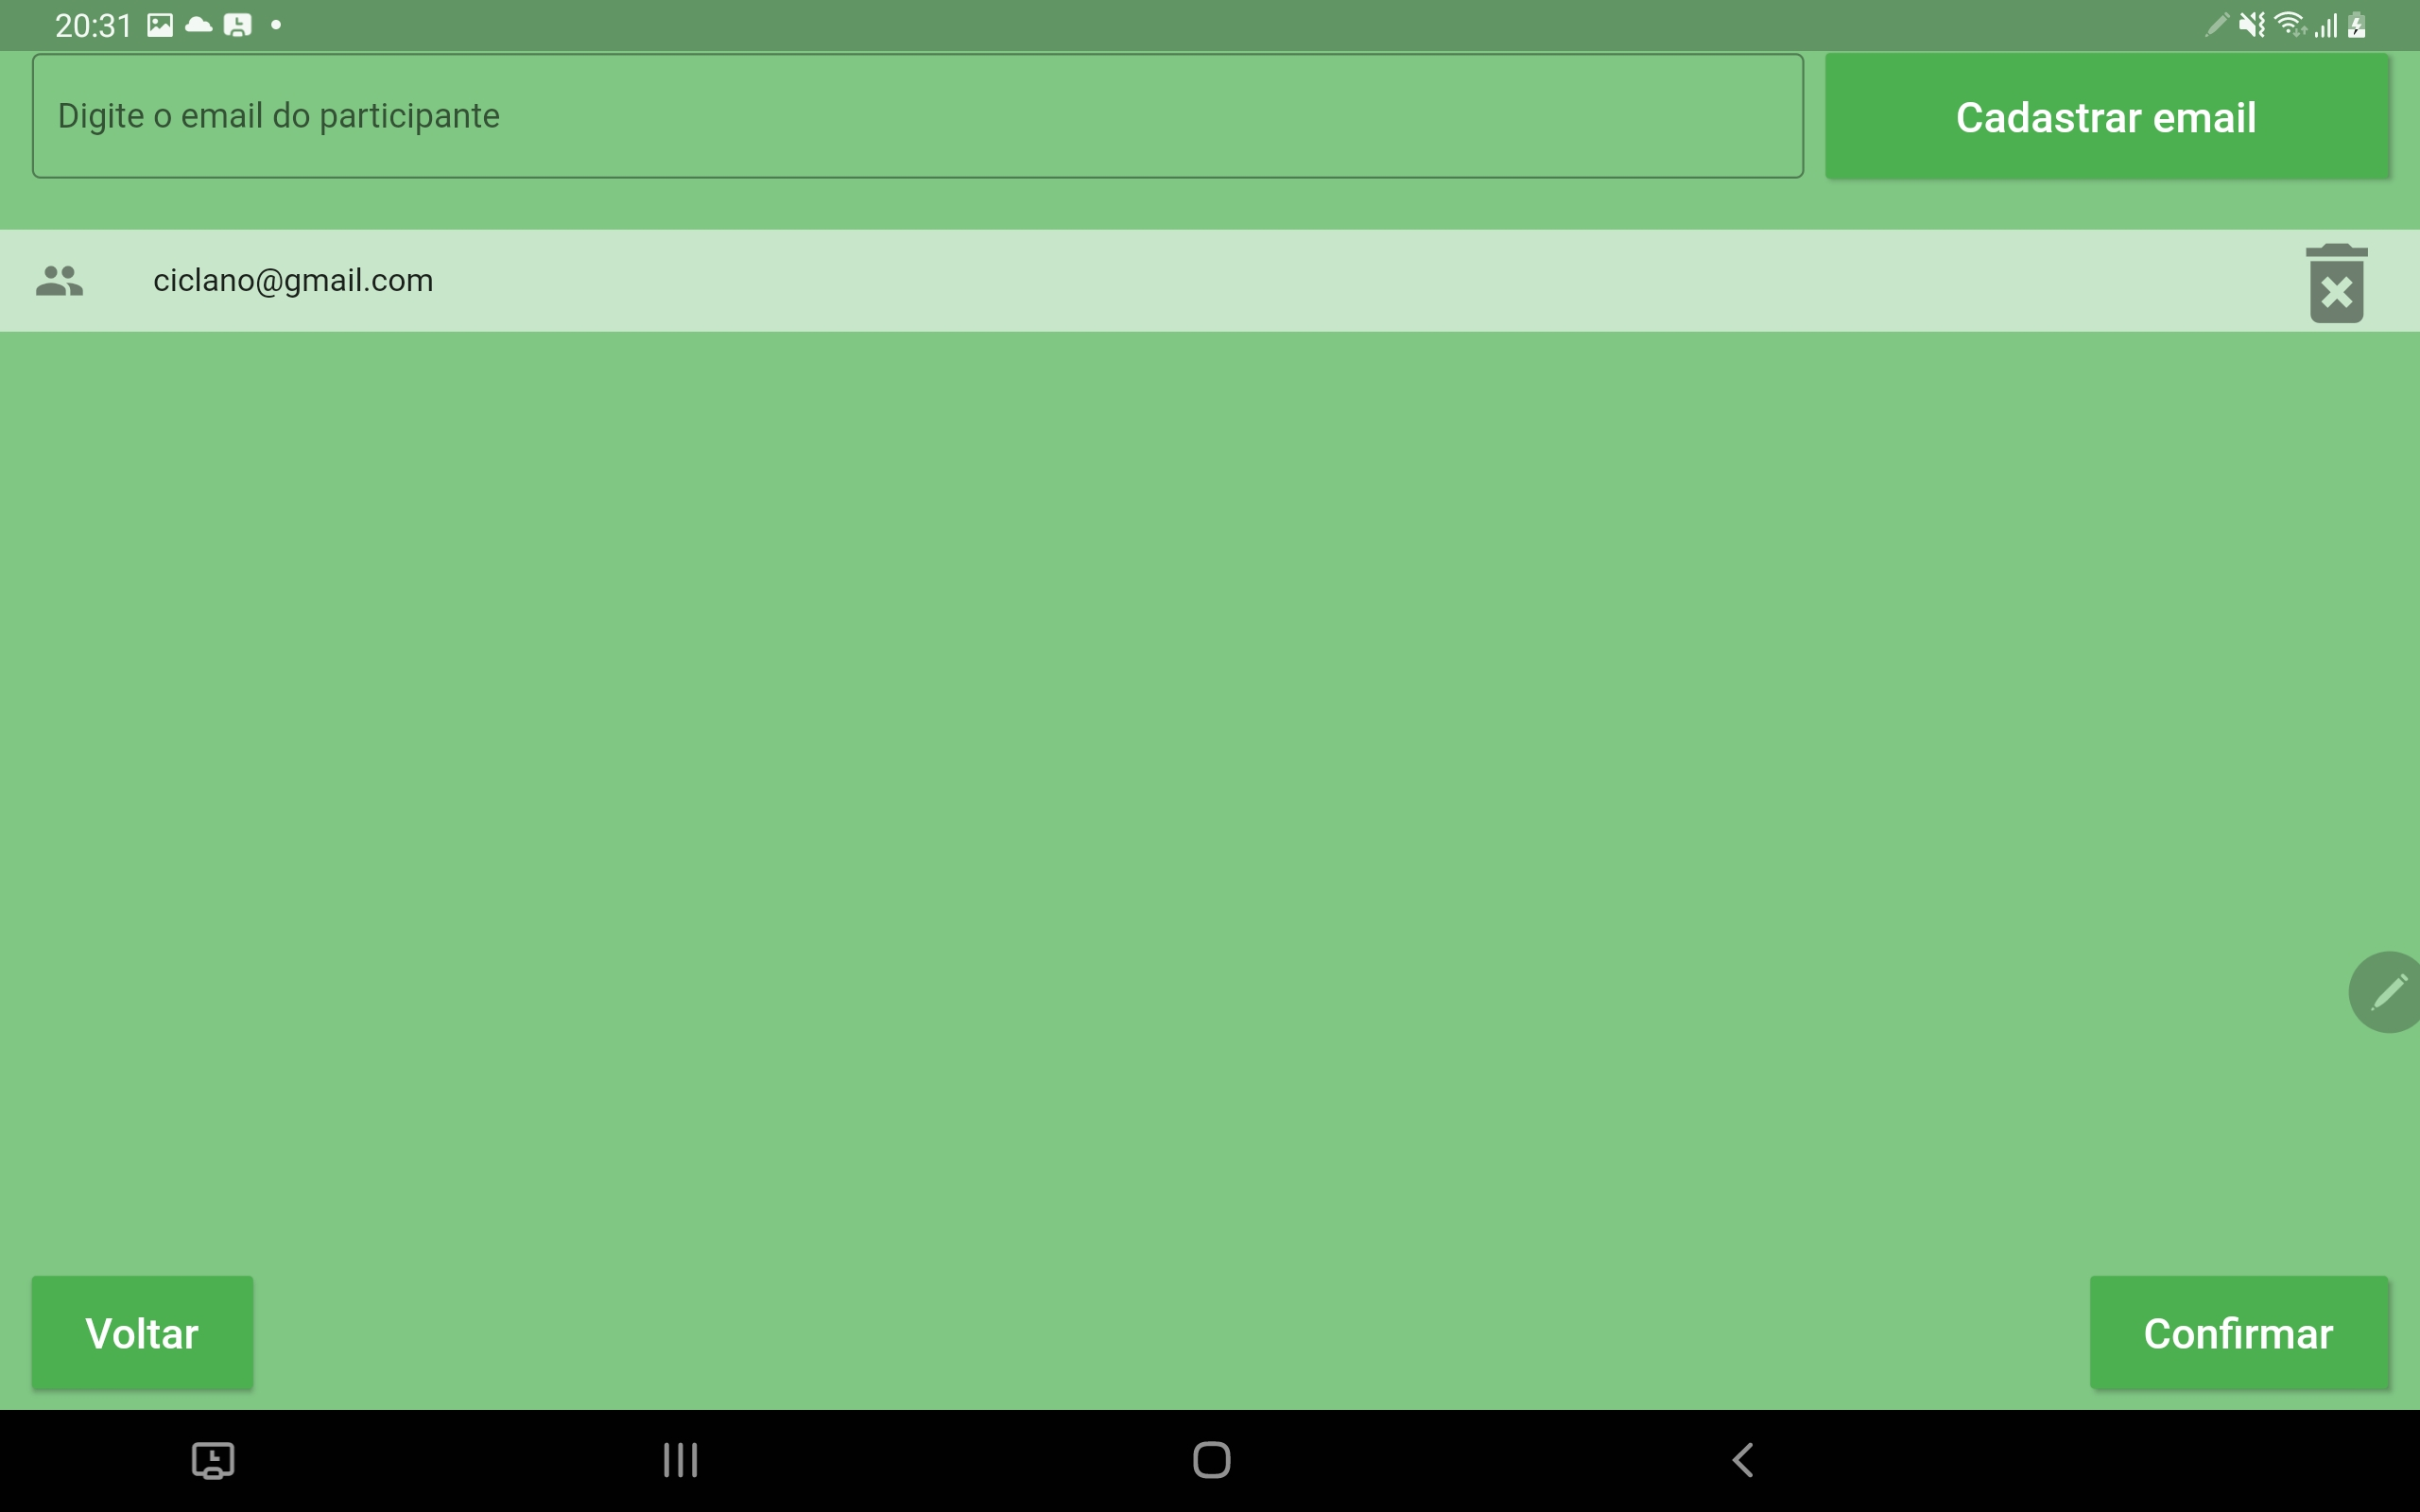 20:31
Digite o email do participante
Cadastrar email
ciclano@gmail.com
Voltar
Confirmar